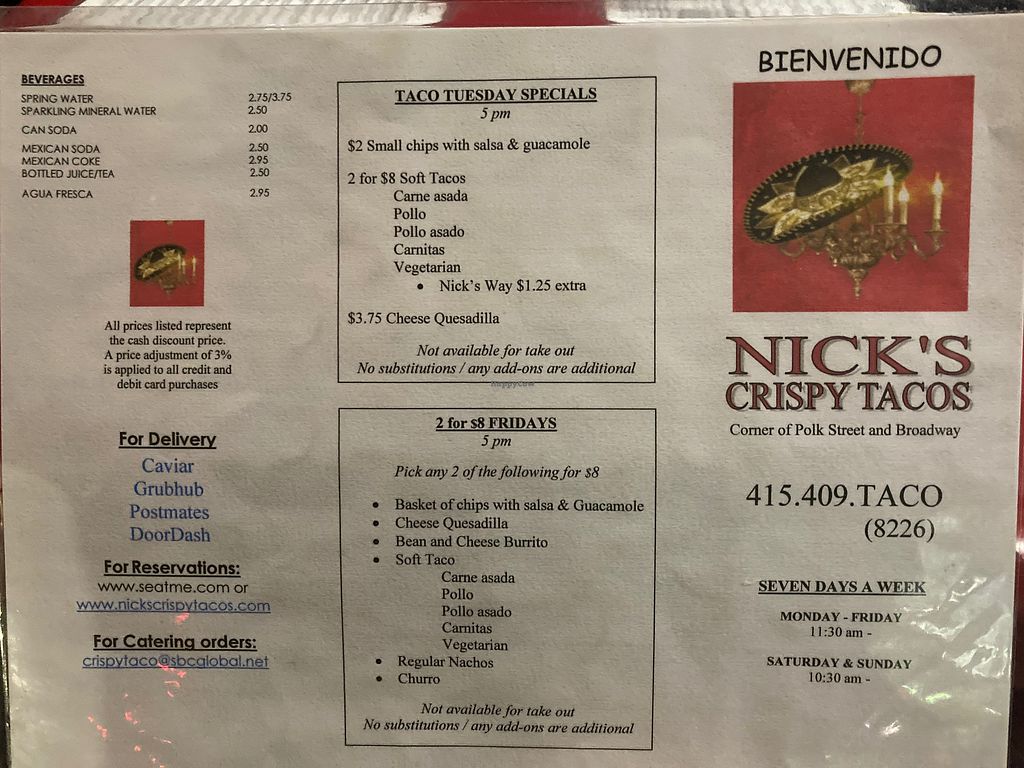 BEVERAGES
SPRING WATER 2.75/3.75
SPARKLING MINERAL WATER 2.50
CAN SODA 2.00
MEXICAN SODA 2.50
MEXICAN COKE 2.95
BOTTLED JUICE/TEA 2.50
AGUA FRESCA 2.95
All prices listed represent
the cash discount price.
A price adjustment of 3%
is applied to all credit and
debit card purchases
For Delivery
Caviar
Grubhub
Postmates
DoorDash
For Reservations:
www.seatme.com or
www.nickscrispytacos.com
For Catering orders:
crispytaco@sbcglobal.net
TACO TUESDAY SPECIALS
5 pm
$2 Small chips with salsa & guacamole
2 for $8 Soft Tacos
Carne asada
Pollo
Pollo asado
Carnitas
Vegetarian
• Nick's Way $1.25 extra
$3.75 Cheese Quesadilla
Not available for take out
No substitutions / any add-ons are additional
HappyCow
2 for $8 FRIDAYS
5 pm
Pick any 2 of the following for $8
• Basket of chips with salsa & Guacamole
• Cheese Quesadilla
• Bean and Cheese Burrito
• Soft Taco
Carne asada
Pollo
Pollo asado
Carnitas
Vegetarian
• Regular Nachos
• Churro
Not available for take out
No substitutions / any add-ons are additional
BIENVENIDO
NICK'S
CRISPY TACOS
Corner of Polk Street and Broadway
415.409.TACO
(8226)
SEVEN DAYS A WEEK
MONDAY - FRIDAY
11:30 am -
SATURDAY & SUNDAY
10:30 am -